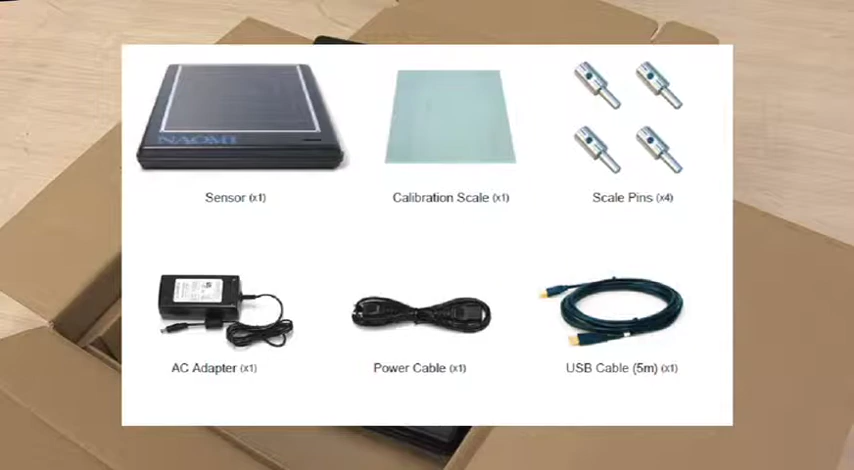 NAOMI
Sensor (x1)
Calibration Scale (x1)
Scale Pins (x4)
AC Adapter (x1)
Power Cable (x1)
USB Cable (5m) (x1)